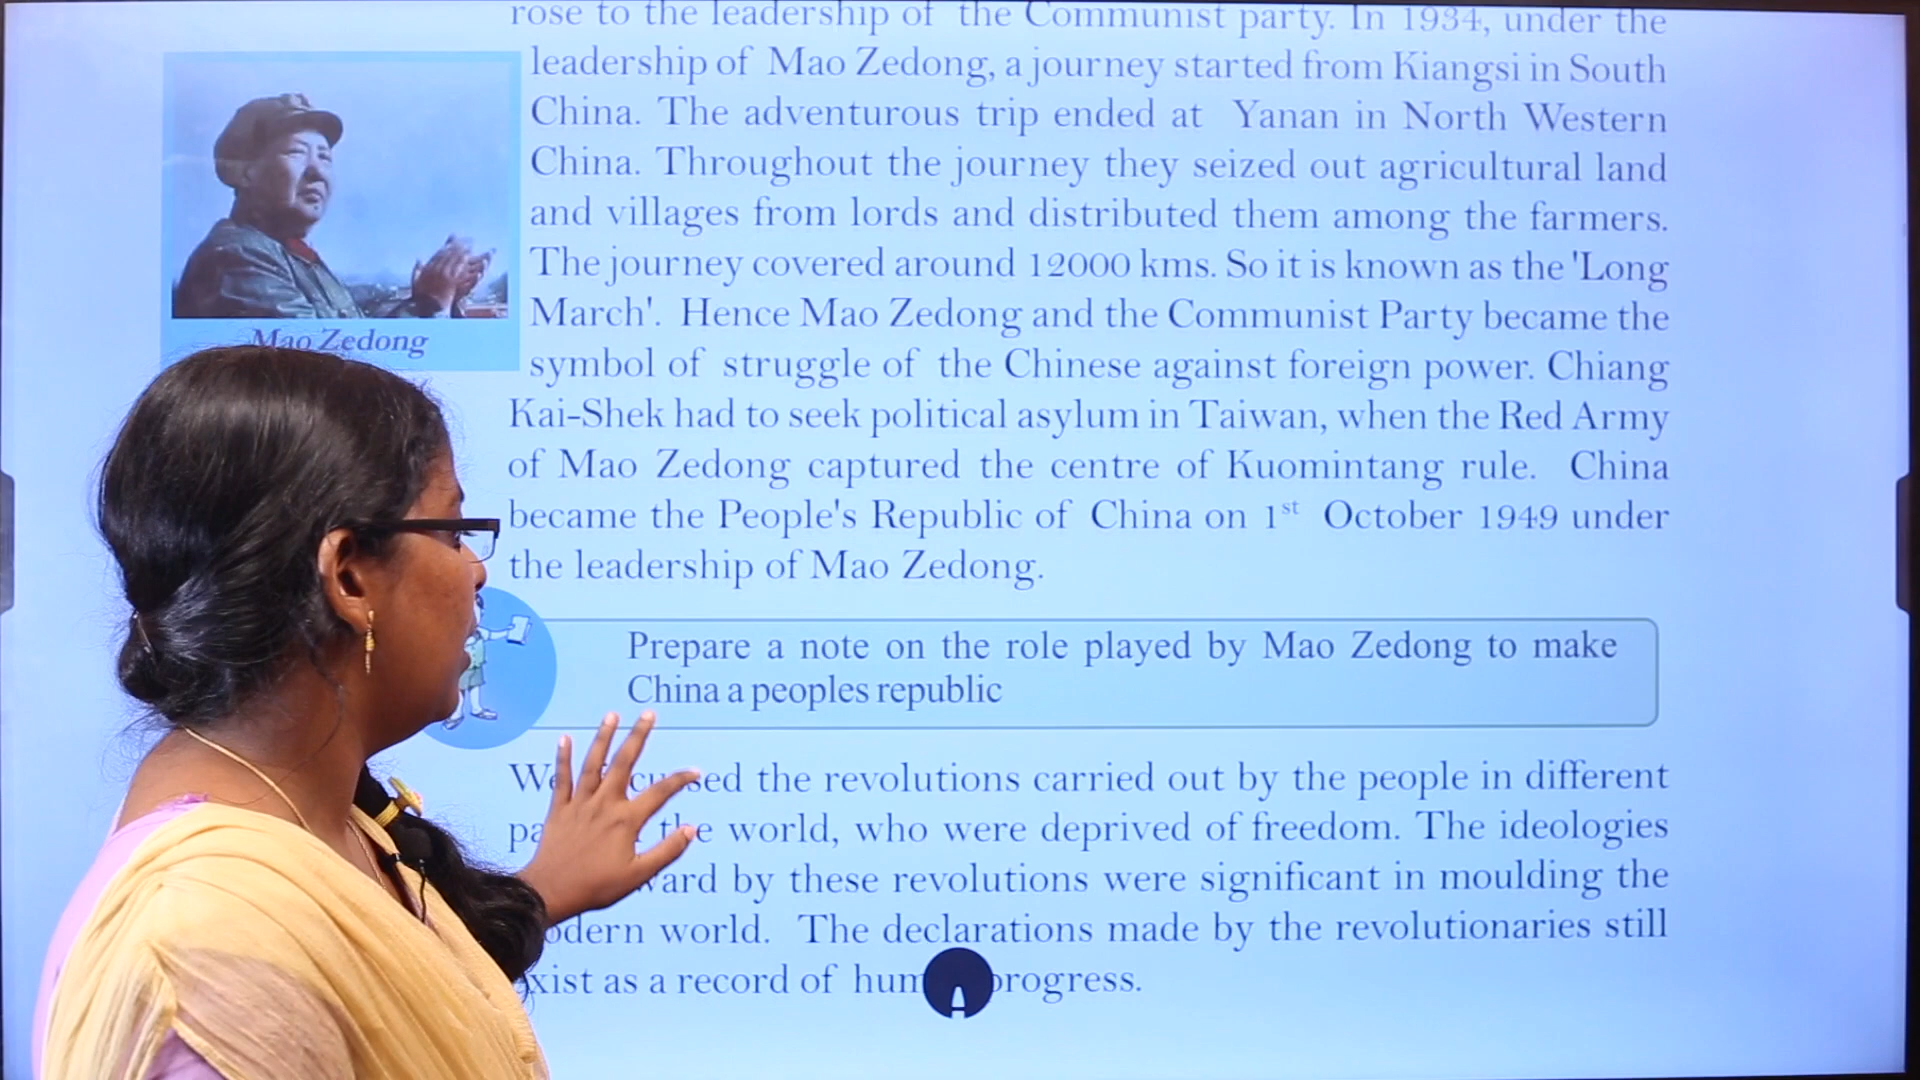 rose to the leadership of the Communist party. In 1934, under the
leadership of Mao Zedong, a journey started from Kiangsi in South
China. The adventurous trip ended at Yanan in North Western
China. Throughout the journey they seized out agricultural land
and villages from lords and distributed them among the farmers.
The journey covered around 12000 kms. So it is known as the 'Long
March'. Hence Mao Zedong and the Communist Party became the
symbol of struggle of the Chinese against foreign power. Chiang
Kai-Shek had to seek political asylum in Taiwan, when the Red Army
of Mao Zedong captured the centre of Kuomintang rule. China
became the People's Republic of China on 1st October 1949 under
the leadership of Mao Zedong.
Mao Zedong
Prepare a note on the role played by Mao Zedong to make
China a peoples republic
the revolutions carried out by the people in different
the world, who were deprived of freedom. The ideologies
by these revolutions were significant in moulding the
world. The declarations made by the revolutionaries still
as a record of progress.